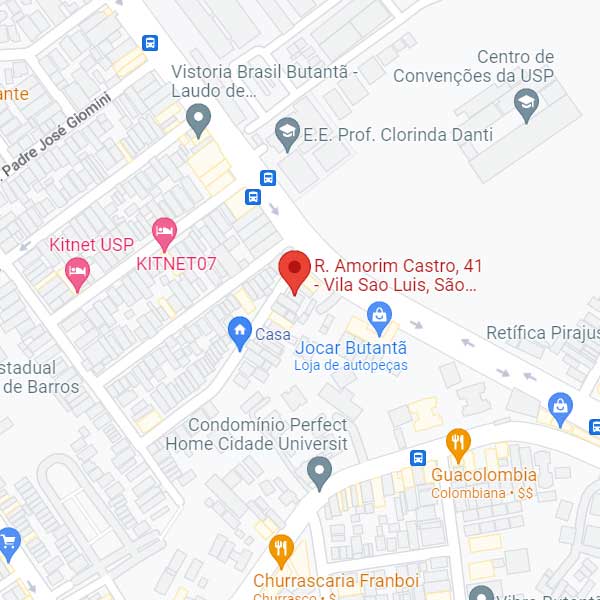 Centro de
Convenções da USP
Vistoria Brasil Butantã -
Laudo de...
ante
Padre José Giomini
E.E. Prof. Clorinda Danti
Kitnet USP
KITNET07
R. Amorim Castro, 41
- Vila Sao Luis, São...
Casa
Jocar Butantã
Loja de autopeças
Retífica Pirajus
stadual
de Barros
Condomínio Perfect
Home Cidade Universit
Guacolombia
Colombiana • $$
Churrascaria Franboi
Churrasco • $
Vibra Butantã